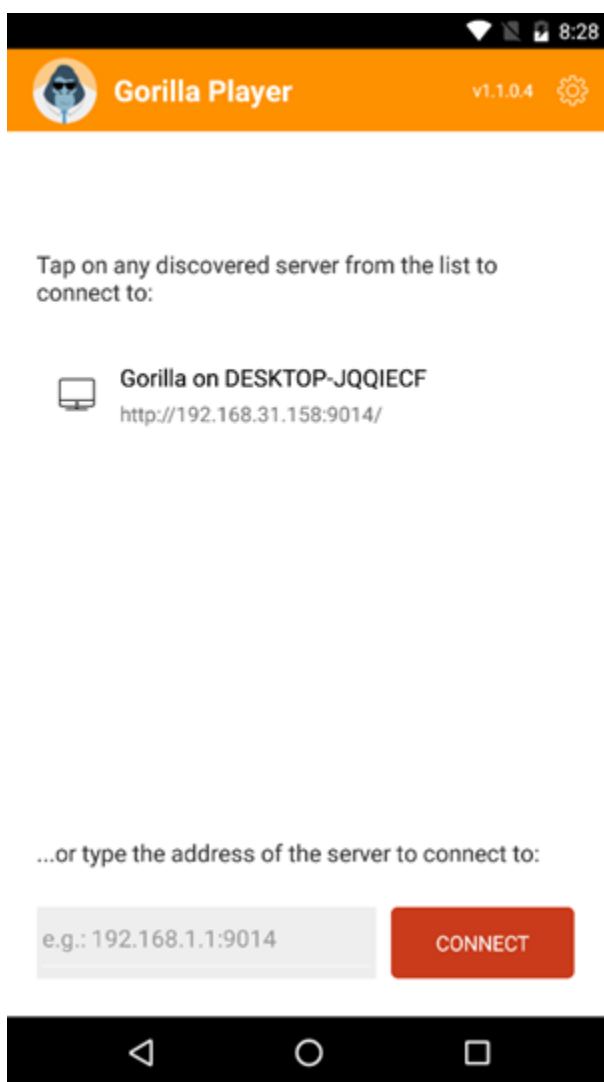 8:28
Gorilla Player
v1.1.0.4
Tap on any discovered server from the list to
connect to:
Gorilla on DESKTOP-JQQIECF
http://192.168.31.158:9014/
...or type the address of the server to connect to:
e.g.: 192.168.1.1:9014
CONNECT